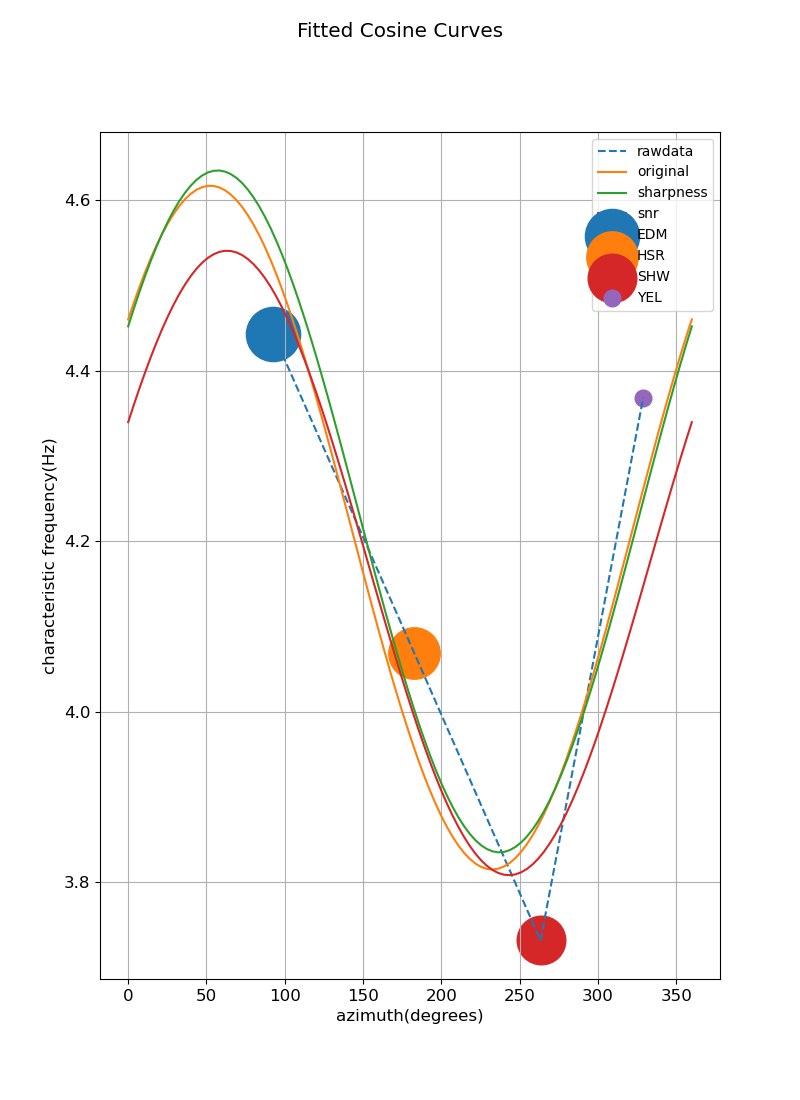 Fitted Cosine Curves
rawdata
original
sharpness
snr
EDM
HSR
SHW
YEL
4.6
4.4
4.2
4.0
3.8
characteristic frequency(Hz)
0 50 100 150 200 250 300 350
azimuth(degrees)